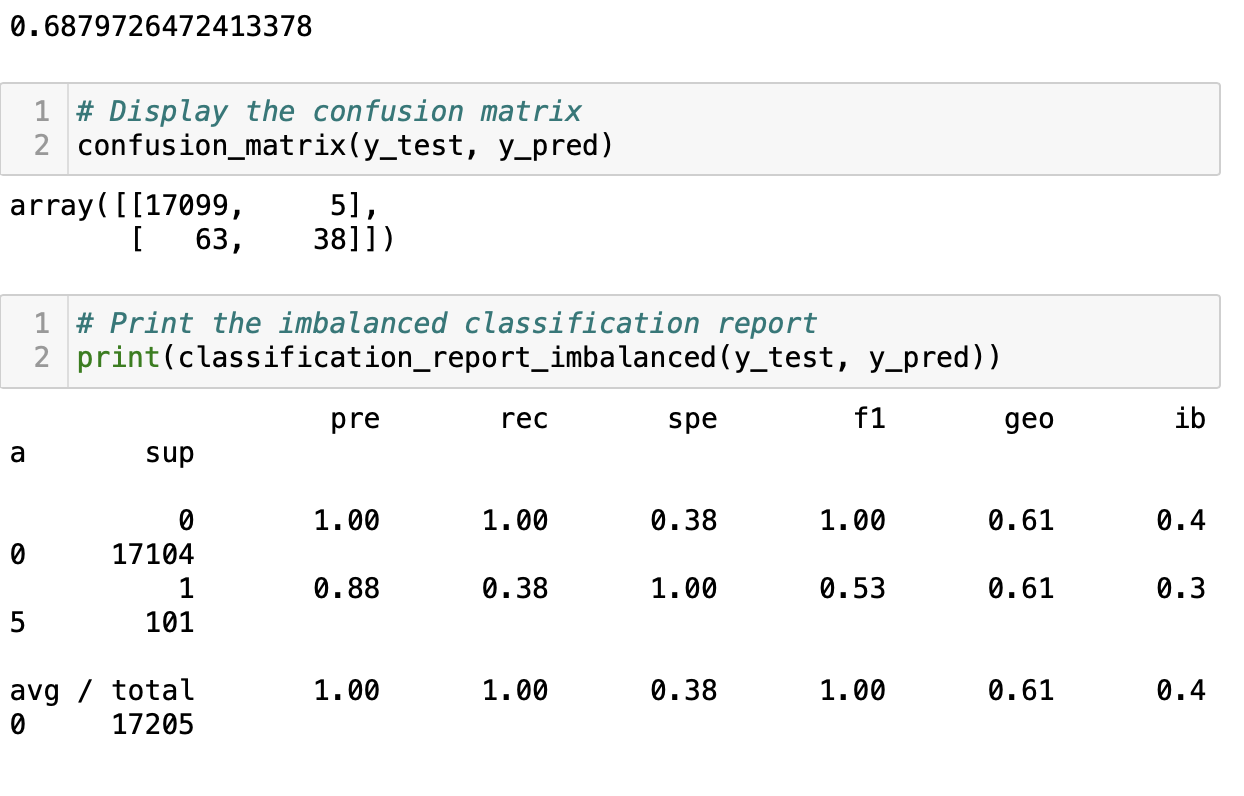 0.6879726472413378
1 # Display the confusion matrix
2 confusion_matrix(y_test, y_pred)
array([[17099,     5],
       [   63,    38]])
1 # Print the imbalanced classification report
2 print(classification_report_imbalanced(y_test, y_pred))
                   pre       rec       spe        f1       geo       ib
a       sup
          0       1.00      1.00      0.38      1.00      0.61      0.4
0     17104
          1       0.88      0.38      1.00      0.53      0.61      0.3
5       101
avg / total       1.00      1.00      0.38      1.00      0.61      0.4
0     17205